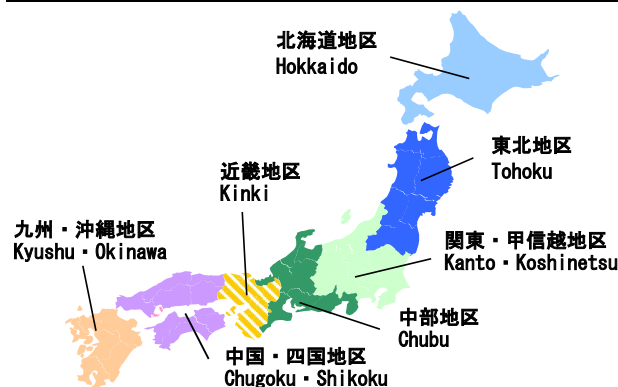 北海道地区
Hokkaido
東北地区
Tohoku
近畿地区
Kinki
九州・沖縄地区
Kyushu・Okinawa
関東・甲信越地区
Kanto・Koshinetsu
中部地区
Chubu
中国・四国地区
Chugoku・Shikoku